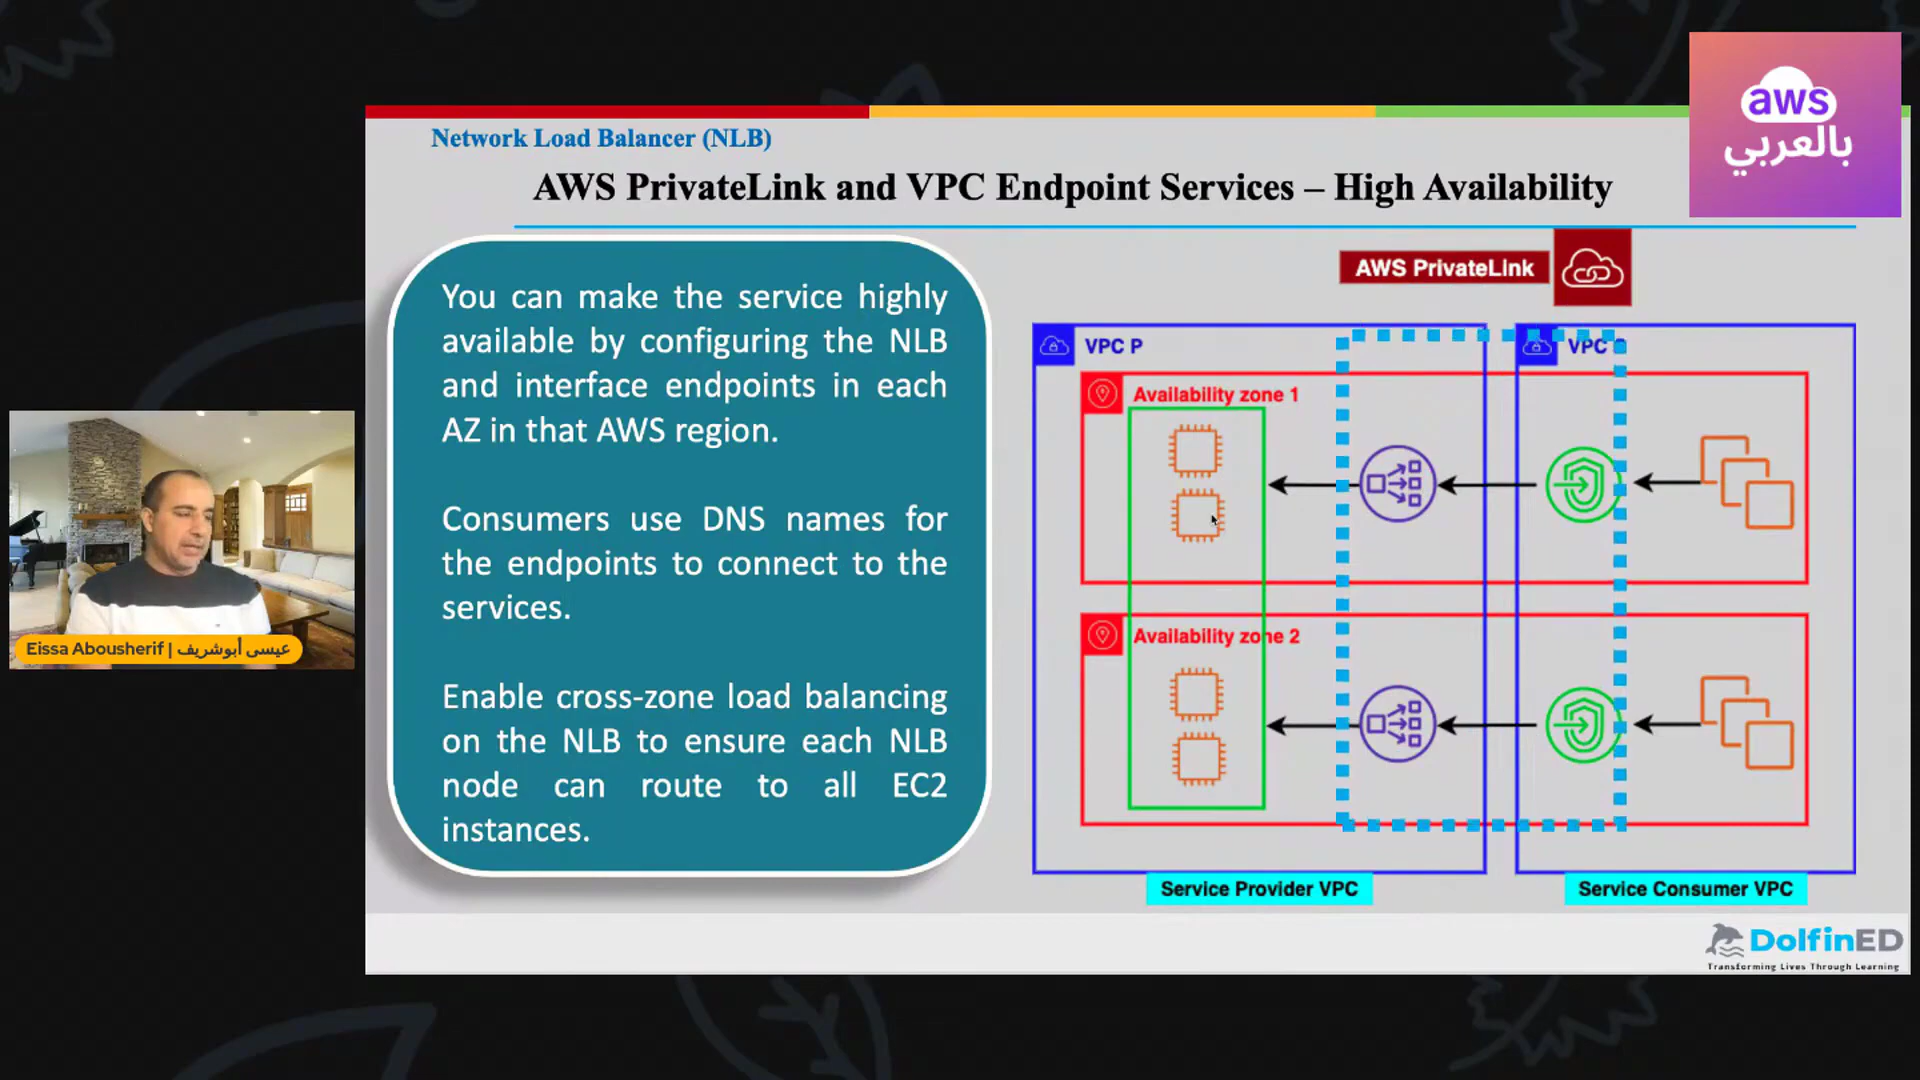 aws
بالعربي
Network Load Balancer (NLB)
AWS PrivateLink and VPC Endpoint Services – High Availability
You can make the service highly
available by configuring the NLB
and interface endpoints in each
AZ in that AWS region.
Consumers use DNS names for
the endpoints to connect to the
services.
Enable cross-zone load balancing
on the NLB to ensure each NLB
node can route to all EC2
instances.
AWS PrivateLink
VPC P
VPC
Availability zone 1
Availability zone 2
Service Provider VPC
Service Consumer VPC
Eissa Abousherif | عيسى أبوشريف
DolfinED
Transforming Lives Through Learning